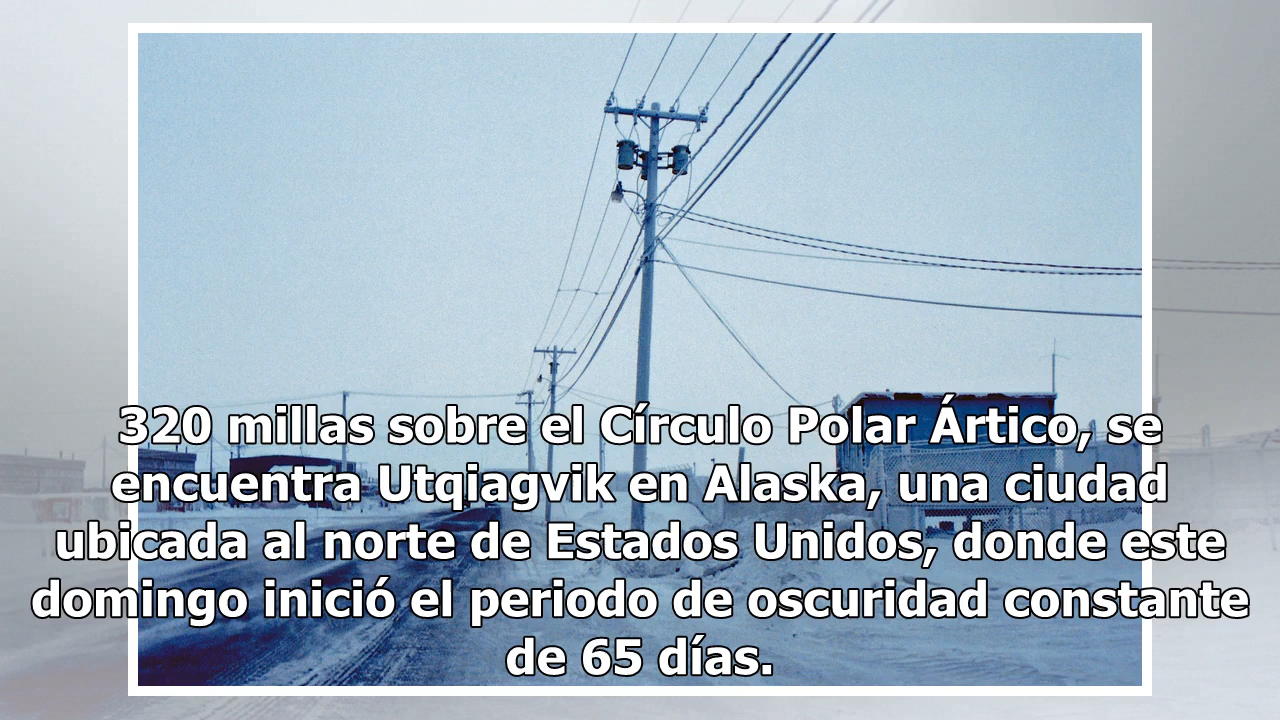 320 millas sobre el Círculo Polar Ártico, se
encuentra Utqiagvik en Alaska, una ciudad
ubicada al norte de Estados Unidos, donde este
domingo inició el periodo de oscuridad constante
de 65 días.